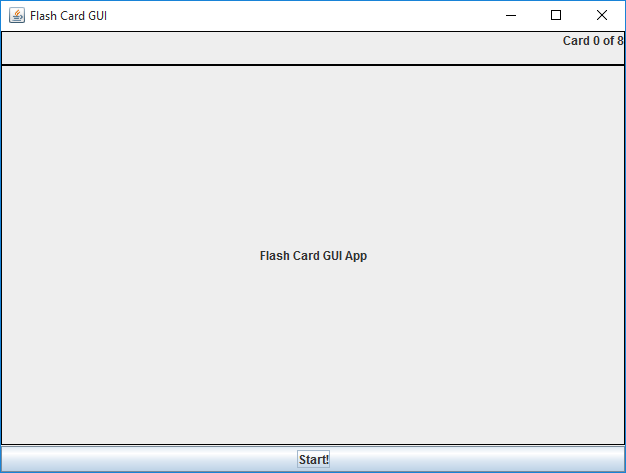 Flash Card GUI
Card 0 of 8
Flash Card GUI App
Start!